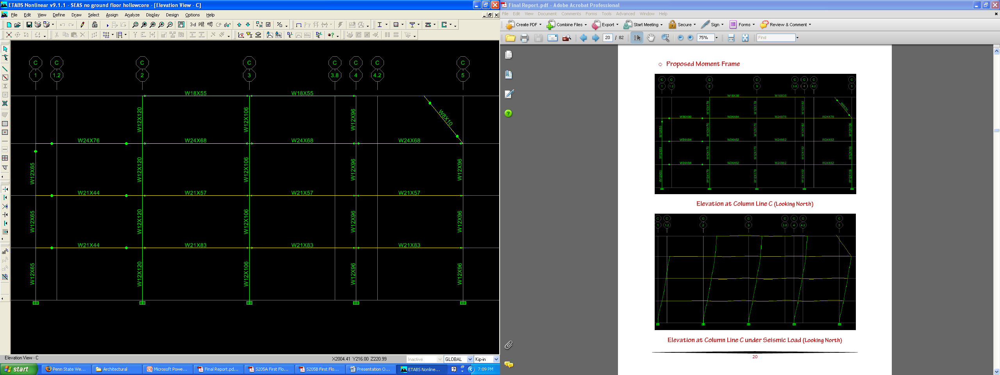 ETABS Nonlinear v9.1.1 - SEAS no ground floor hollowcore - [Elevation View - C]
File Edit View Define Draw Select Assign Analyze Display Design Options Help
3-d
C C C C C C C C
1 1.2 2 3 3.8 4 4.2 5
W18X55 W18X55
W12X120 W12X106 W12X96 W8X10
W24X76 W24X68 W24X68 W24X68
W12X65 W12X120 W12X106 W12X96 W12X96
W21X44 W21X57 W21X57 W21X57
W12X65 W12X120 W12X106 W12X96 W12X96
W21X44 W21X83 W21X83 W21X83
W12X65 W12X120 W12X106 W12X96 W12X96
all
ps
clr
Elevation View - C
X2004.41 Y216.00 Z220.99
Inactive
GLOBAL
Kip-in
start
Penn State We...
Architectural
Microsoft Powe...
Final Report.pd...
S205A First Flo...
S205B First Flo...
Presentation O...
ETABS Nonline...
7:09 PM
Final Report.pdf - Adobe Acrobat Professional
File Edit View Document Comments Forms Tools Advanced Window Help
Create PDF Combine Files Export Start Meeting Secure Sign Forms Review & Comment
20 / 82 75% Find
Proposed Moment Frame
C C C C C C C C
1 1.2 2 3 3.8 4 4.2 5
W18X35 W18X35
W12X170 W12X170 W12X152 W8X10
W30X90 W24X84 W24X76 W24X76
W12X53 W12X170 W12X170 W12X152 W12X106
W24X84 W24X62 W24X62 W24X62
W12X53 W12X170 W12X170 W12X152 W12X106
W24X84 W24X62 W24X62 W24X62
W12X53 W12X170 W12X170 W12X152 W12X106
Elevation at Column Line C (Looking North)
C C C C C C C C
1 1.2 2 3 3.8 4 4.2 5
Elevation at Column Line C under Seismic Load (Looking North)
20